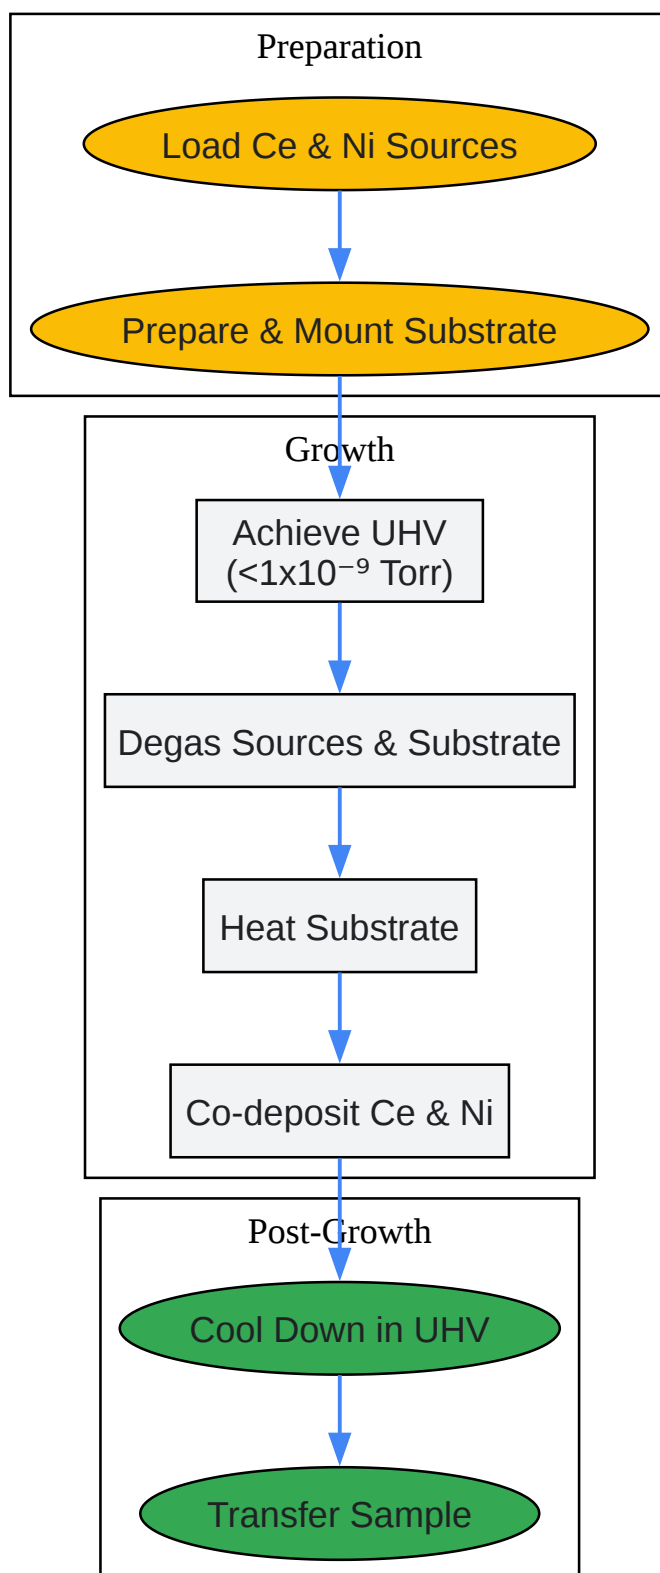 Preparation
Load Ce & Ni Sources
Prepare & Mount Substrate
Growth
Achieve UHV
(<1x10⁻⁹ Torr)
Degas Sources & Substrate
Heat Substrate
Co-deposit Ce & Ni
Post-Growth
Cool Down in UHV
Transfer Sample